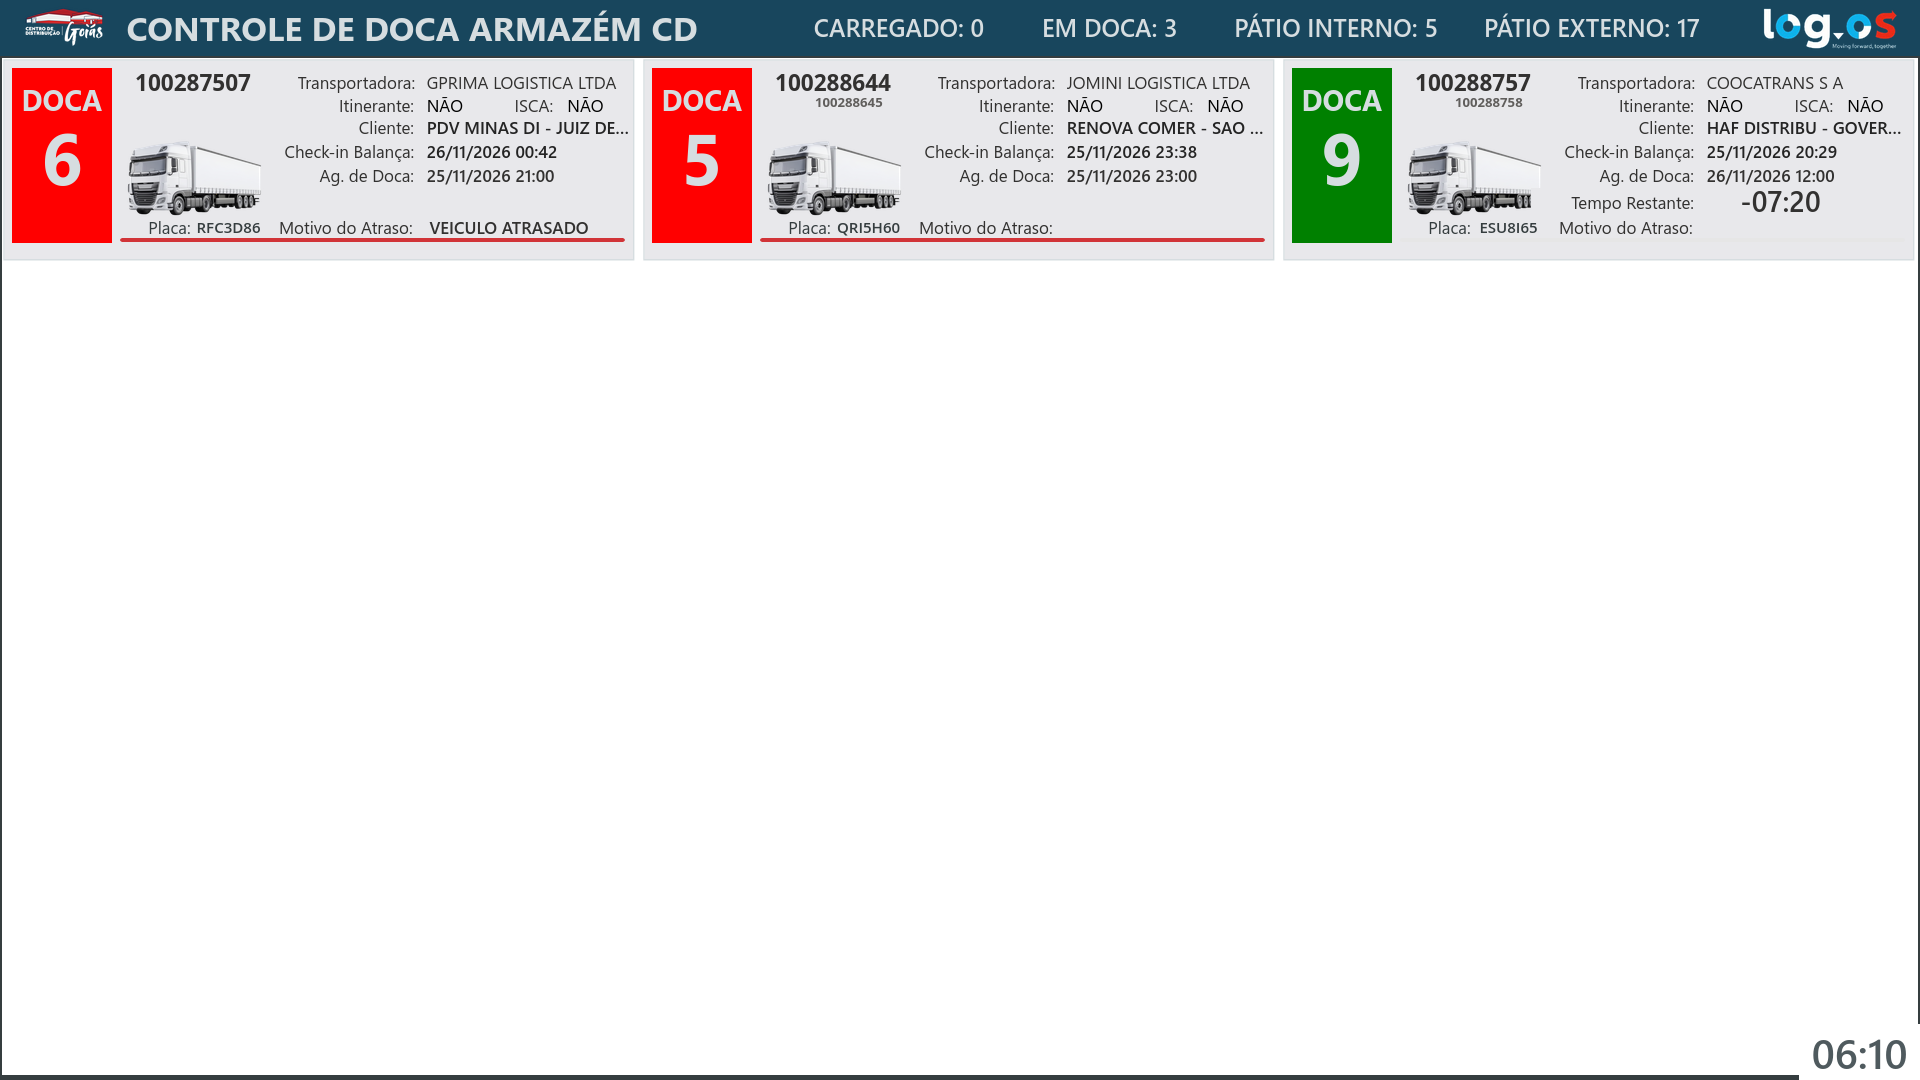 CENTRO DE DISTRIBUIÇÃO Goiás
CONTROLE DE DOCA ARMAZÉM CD
CARREGADO: 0
EM DOCA: 3
PÁTIO INTERNO: 5
PÁTIO EXTERNO: 17
log.os
Moving forward, together
DOCA
6
100287507
Transportadora: GPRIMA LOGISTICA LTDA
Itinerante: NÃO ISCA: NÃO
Cliente: PDV MINAS DI - JUIZ DE...
Check-in Balança: 26/11/2026 00:42
Ag. de Doca: 25/11/2026 21:00
Placa: RFC3D86 Motivo do Atraso: VEICULO ATRASADO
DOCA
5
100288644
100288645
Transportadora: JOMINI LOGISTICA LTDA
Itinerante: NÃO ISCA: NÃO
Cliente: RENOVA COMER - SAO ...
Check-in Balança: 25/11/2026 23:38
Ag. de Doca: 25/11/2026 23:00
Placa: QRI5H60 Motivo do Atraso:
DOCA
9
100288757
100288758
Transportadora: COOCATRANS S A
Itinerante: NÃO ISCA: NÃO
Cliente: HAF DISTRIBU - GOVER...
Check-in Balança: 25/11/2026 20:29
Ag. de Doca: 26/11/2026 12:00
Tempo Restante: -07:20
Placa: ESU8I65 Motivo do Atraso:
06:10